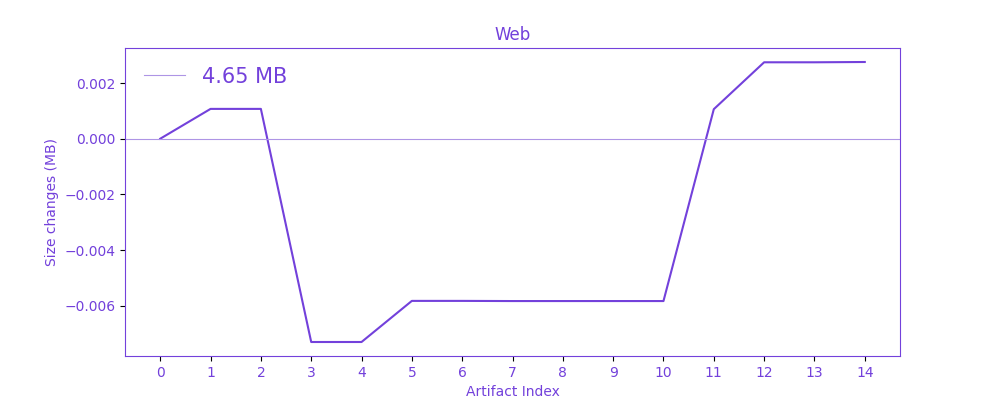 Web
4.65 MB
Size changes (MB)
0.002
0.000
−0.002
−0.004
−0.006
0 1 2 3 4 5 6 7 8 9 10 11 12 13 14
Artifact Index